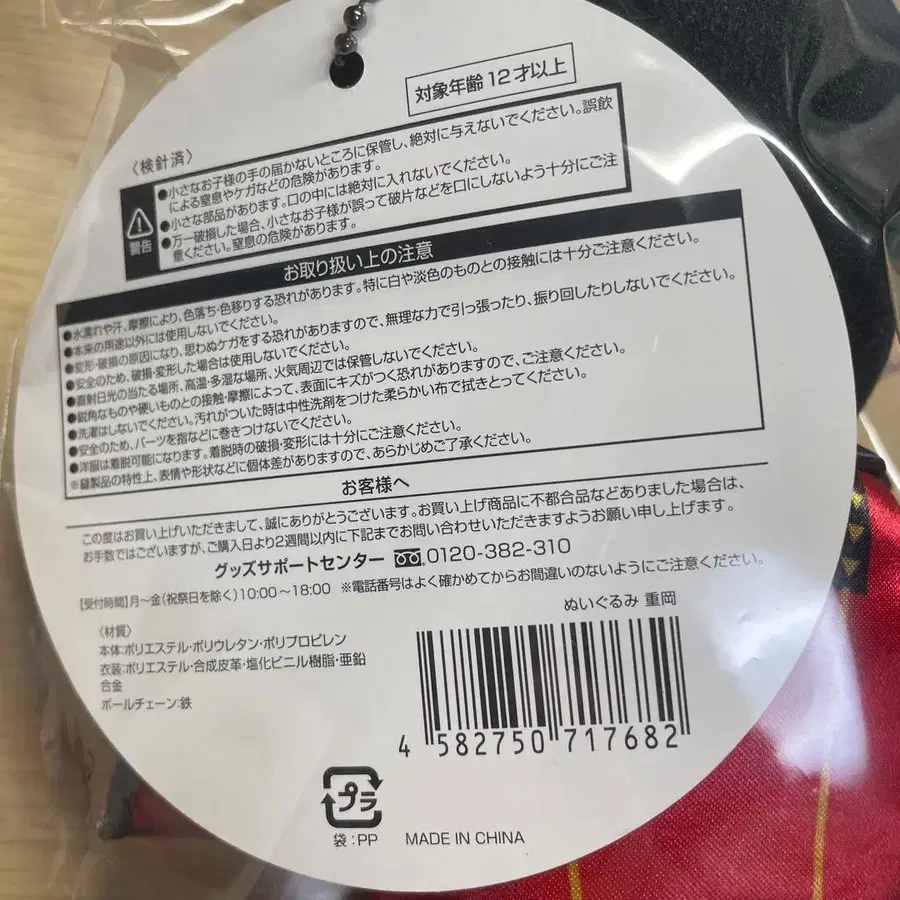 対象年齢12才以上
〈検針済〉
警告
●小さなお子様の手の届かないところに保管し、絶対に与えないでください。誤飲
による窒息やケガなどの危険があります。
●小さな部品があります。口の中には絶対に入れないでください。
●万一破損した場合、小さなお子様が誤って破片などを口にしないよう十分にご注
意ください。窒息の危険があります。
お取り扱い上の注意
●水濡れや汗、摩擦により、色落ち・色移りする恐れがあります。特に白や淡色のものとの接触には十分ご注意ください。
●本来の用途以外には使用しないでください。
●変形・破損の原因になり、思わぬケガをする恐れがありますので、無理な力で引っ張ったり、振り回したりしないでください。
●安全のため、破損・変形した場合は使用しないでください。
●直射日光の当たる場所、高温・多湿な場所、火気周辺では保管しないでください。
●鋭角なものや硬いものとの接触・摩擦によって、表面にキズがつく恐れがありますので、ご注意ください。
●洗濯はしないでください。汚れがついた時は中性洗剤をつけた柔らかい布で拭きとってください。
●安全のため、パーツを指などに巻きつけないでください。
●洋服は着脱可能になります。着脱時の破損・変形には十分にご注意ください。
※縫製品の特性上、表情や形状などに個体差がありますので、あらかじめご了承ください。
お客様へ
この度はお買い上げいただきまして、誠にありがとうございます。お買い上げ商品に不都合品などありました場合は、
お手数ではございますが、ご購入日より2週間以内に下記までお問い合わせいただきますようお願い申し上げます。
グッズサポートセンター 0120-382-310
【受付時間】月〜金(祝祭日を除く)10:00〜18:00 ※電話番号はよく確かめてからお間違いのないようにご注意ください。
ぬいぐるみ 重岡
〈材質〉
本体:ポリエステル・ポリウレタン・ポリプロピレン
衣装:ポリエステル・合成皮革・塩化ビニル樹脂・亜鉛
合金
ボールチェーン:鉄
4 582750 717682
プラ
袋:PP
MADE IN CHINA